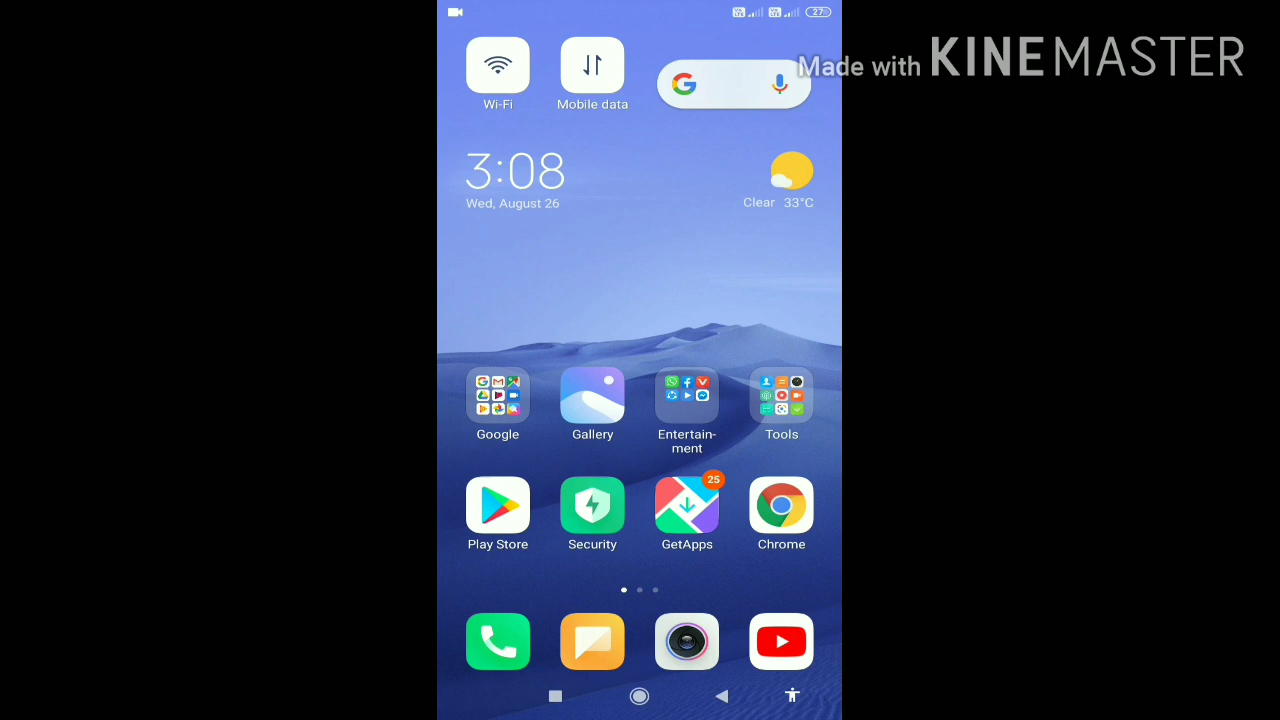 27
Made with KINEMASTER
Wi-Fi
Mobile data
3:08
Wed, August 26
Clear 33°C
Google
Gallery
Entertain-
ment
Tools
25
Play Store
Security
GetApps
Chrome